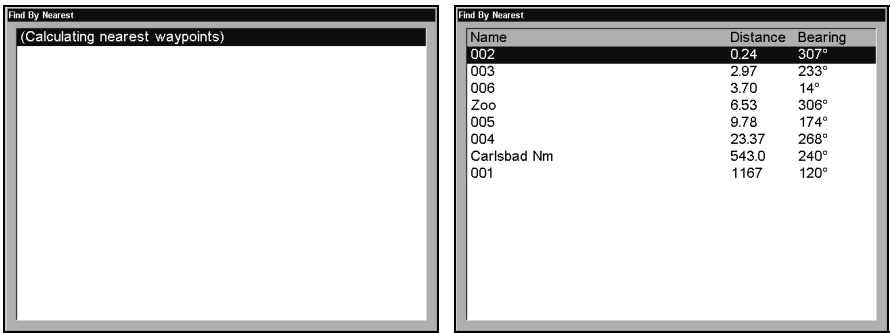 Find By Nearest
(Calculating nearest waypoints)
Find By Nearest
Name Distance Bearing
002 0.24 307°
003 2.97 233°
006 3.70 14°
Zoo 6.53 306°
005 9.78 174°
004 23.37 268°
Carlsbad Nm 543.0 240°
001 1167 120°